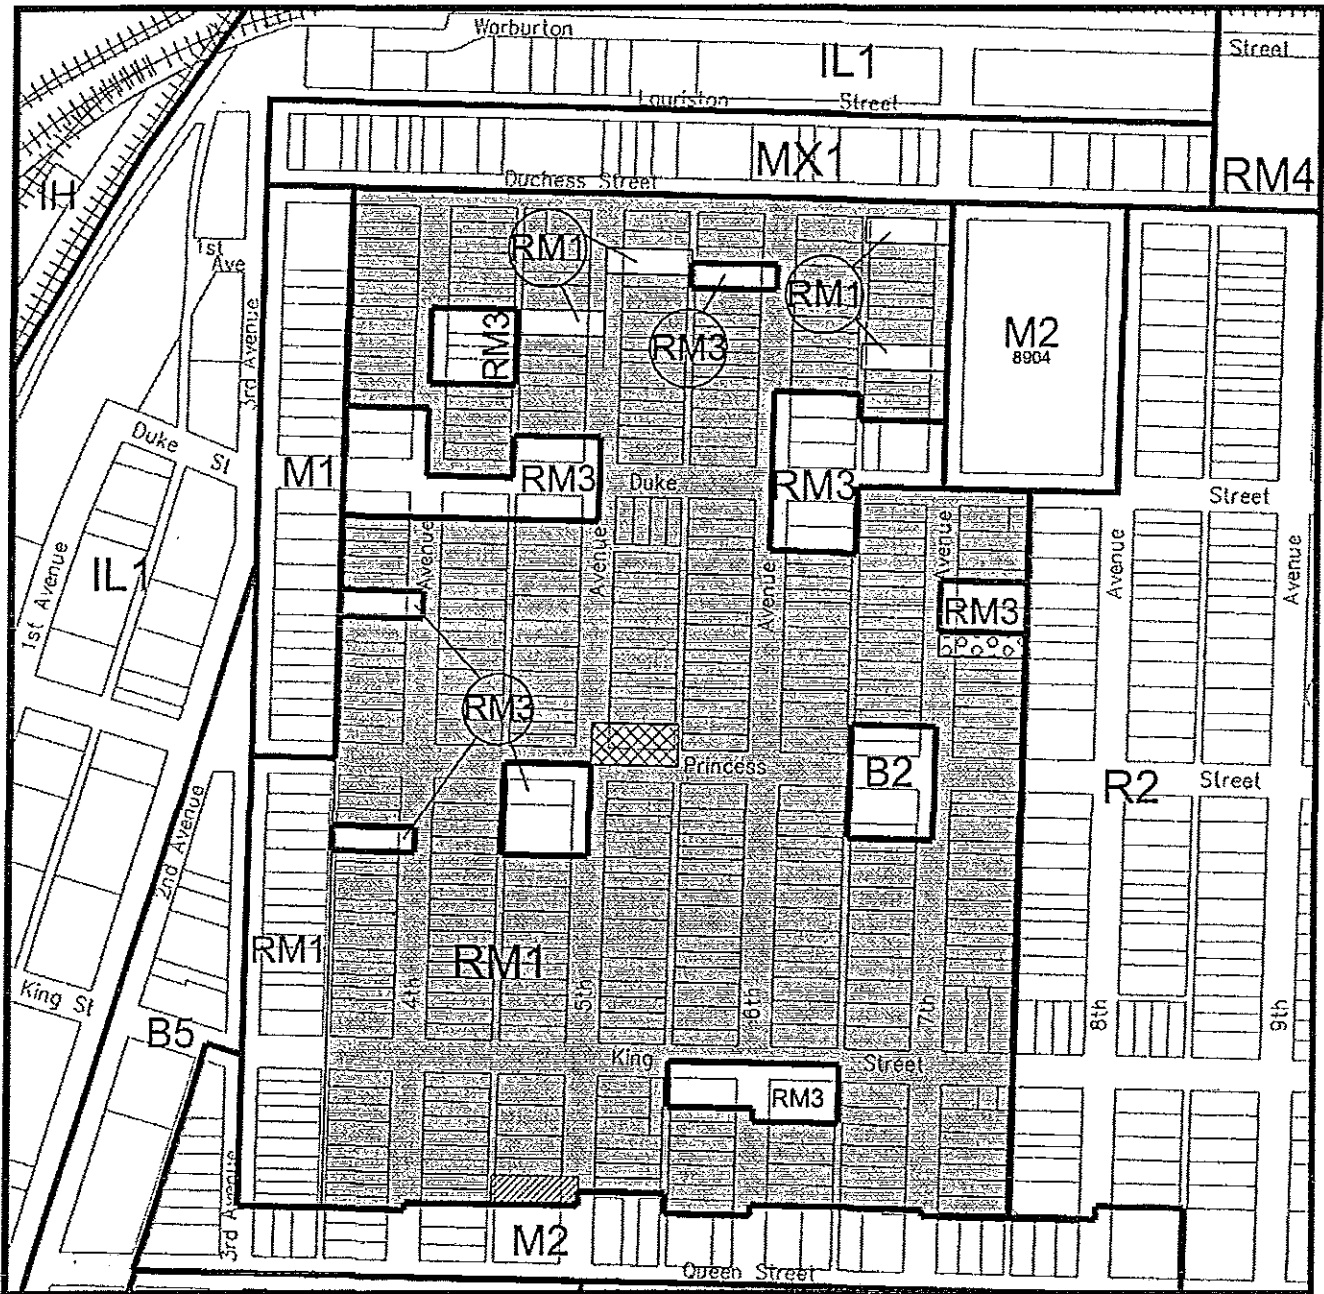 Warburton
Street
IL1
Lauriston Street
MX1
RM4
Duchess Street
IH
1st
Ave
RM1
RM1
M2
8904
RM3
RM3
3rd Avenue
Duke
St
M1
RM3
Duke
RM3
Street
1st Avenue
IL1
Avenue
Avenue
Avenue
Avenue
Avenue
Avenue
RM3
RM3
Princess
B2
R2
Street
2nd Avenue
RM1
RM1
King St
B5
4th
5th
6th
7th
8th
9th
King
Street
RM3
3rd Avenue
M2
Queen Street